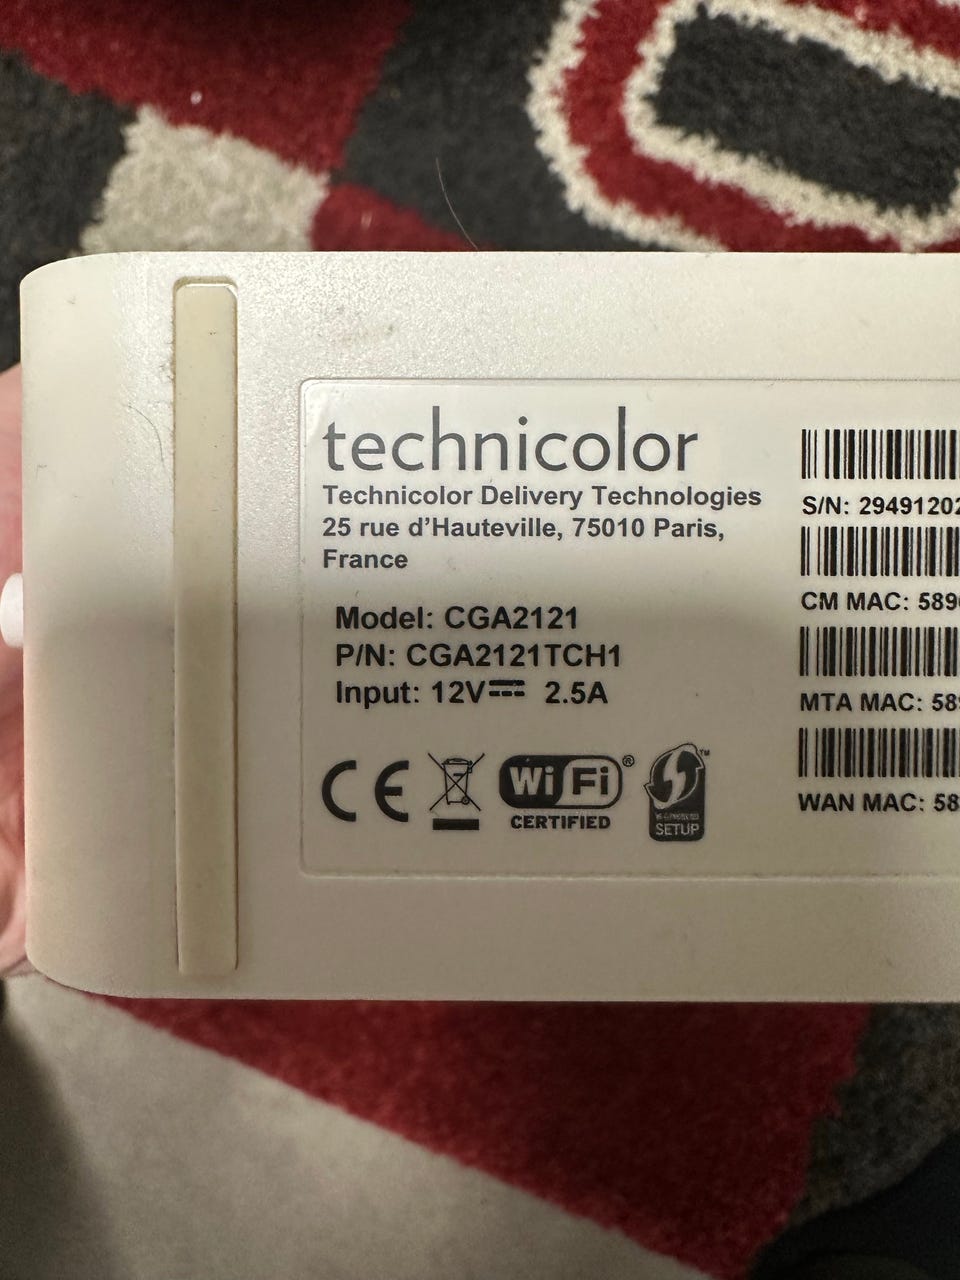 technicolor
Technicolor Delivery Technologies
25 rue d’Hauteville, 75010 Paris,
France
Model: CGA2121
P/N: CGA2121TCH1
Input: 12V⎓ 2.5A
CE
WiFi®
CERTIFIED
SETUP
S/N: 29491202
CM MAC: 589
MTA MAC: 58
WAN MAC: 58